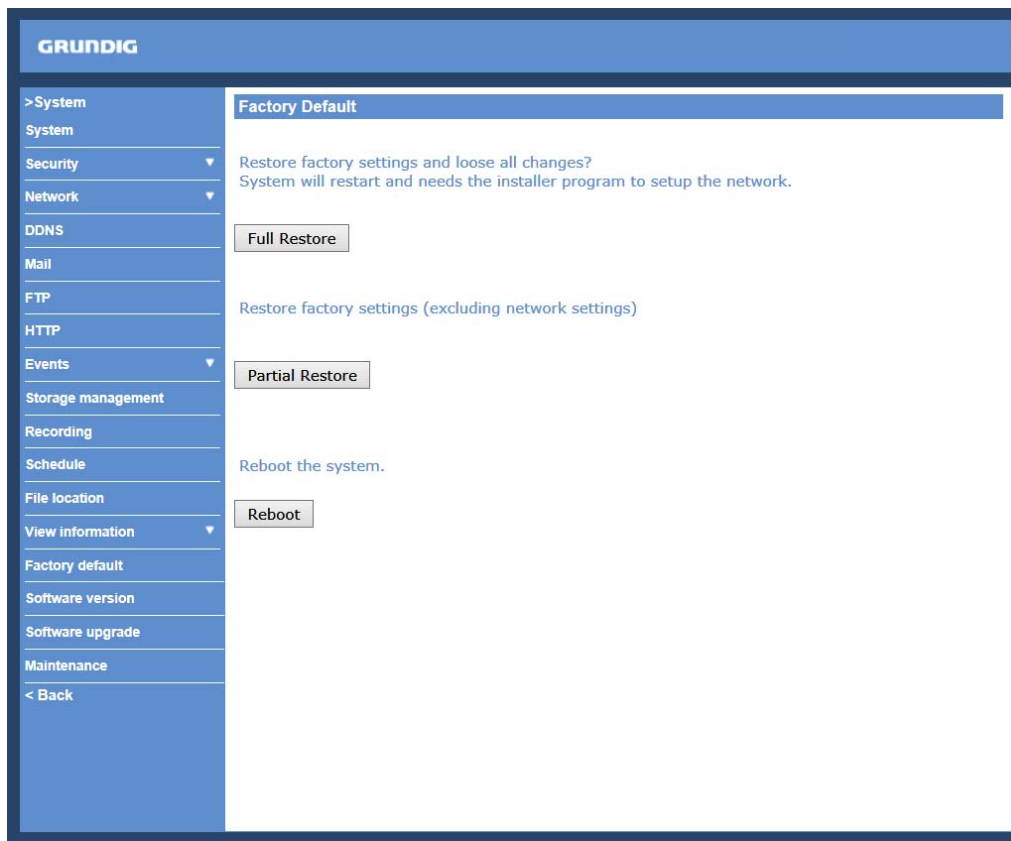 GRUNDIG
>System
System
Security
Network
DDNS
Mail
FTP
HTTP
Events
Storage management
Recording
Schedule
File location
View information
Factory default
Software version
Software upgrade
Maintenance
< Back
Factory Default
Restore factory settings and loose all changes?
System will restart and needs the installer program to setup the network.
Full Restore
Restore factory settings (excluding network settings)
Partial Restore
Reboot the system.
Reboot